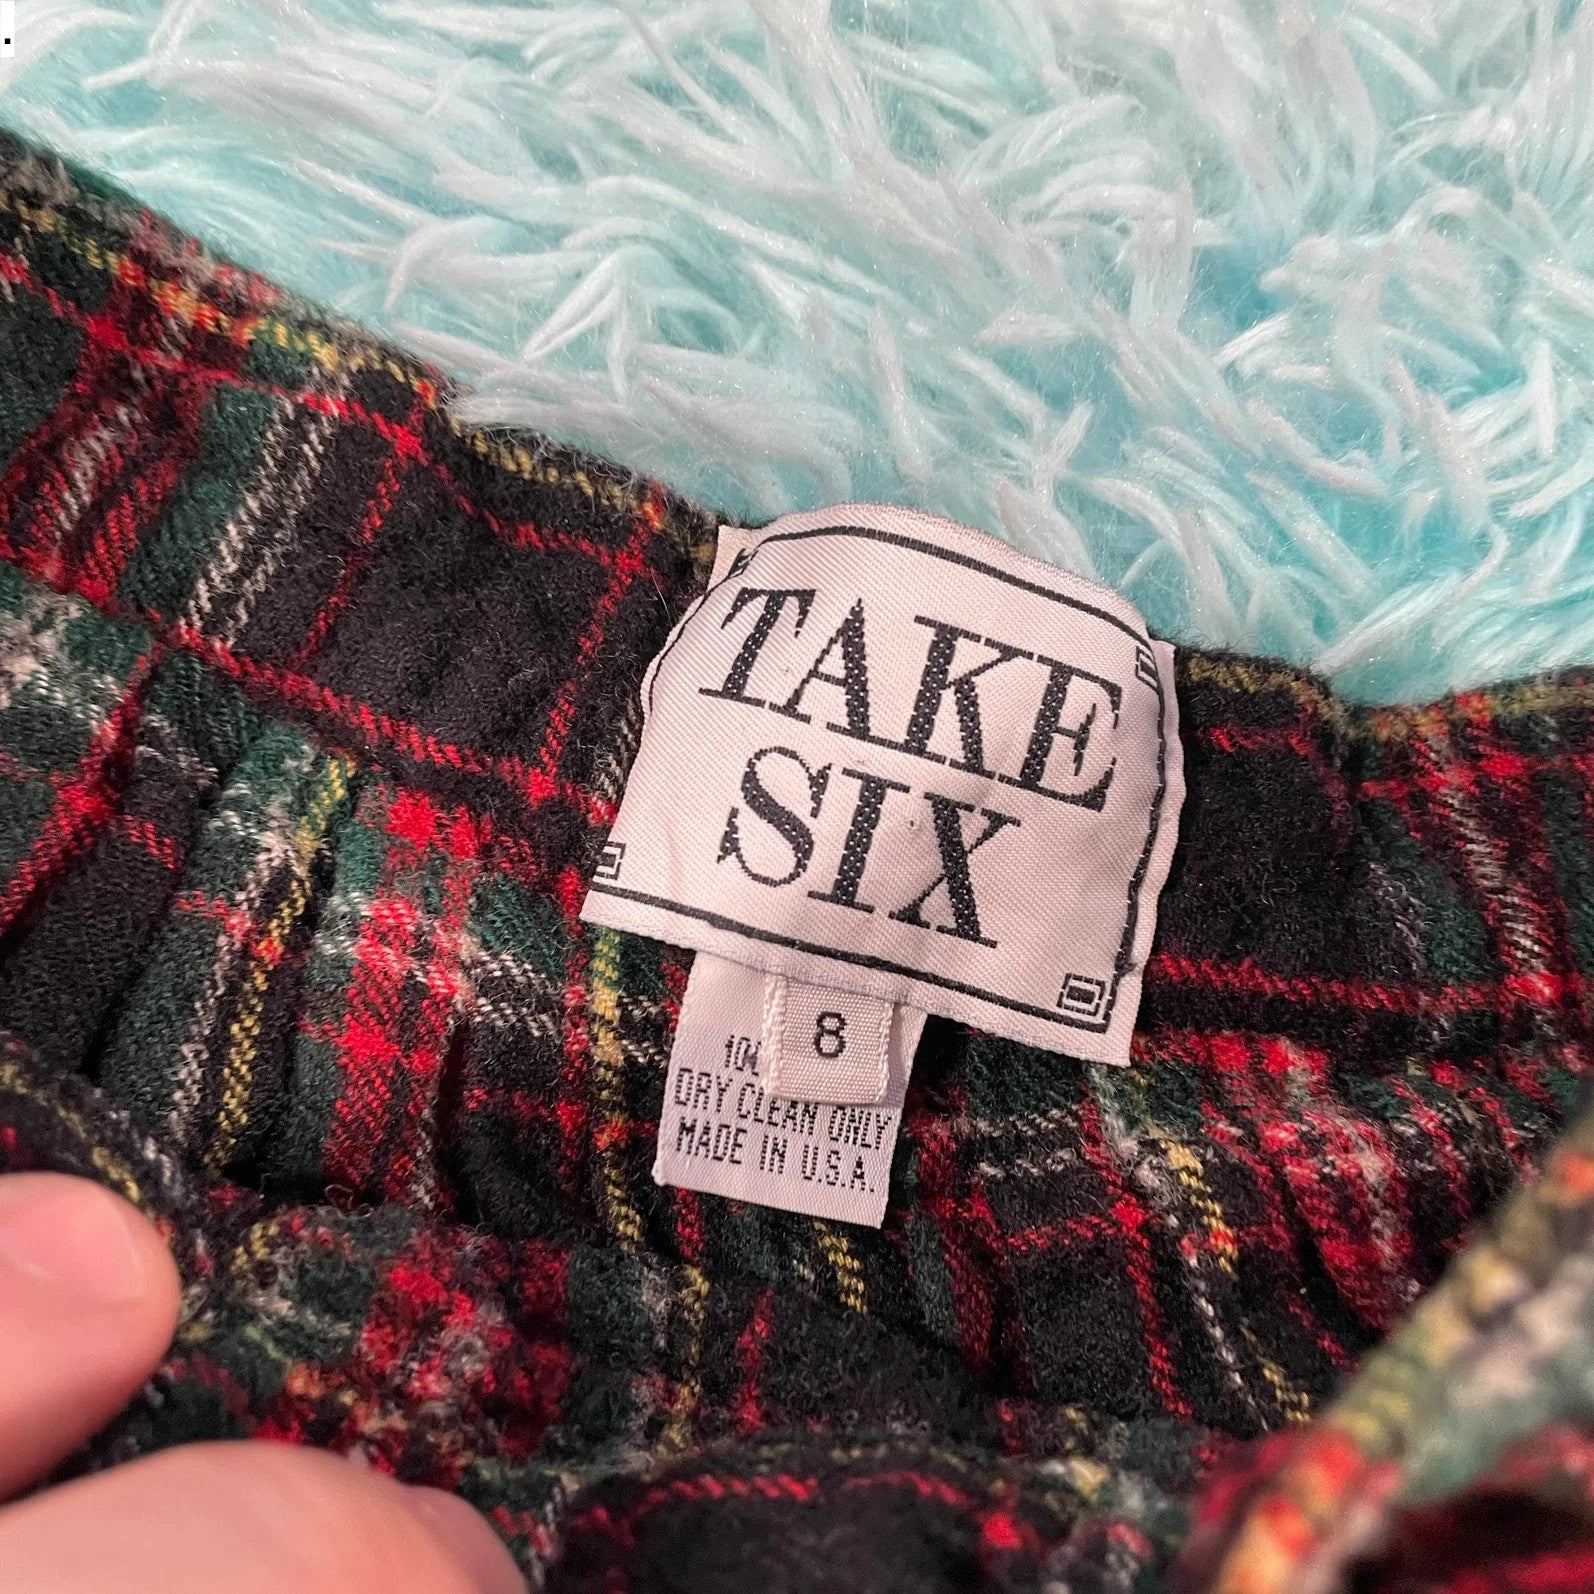 TAKE
SIX
8
DRY CLEAN ONLY
MADE IN U.S.A.